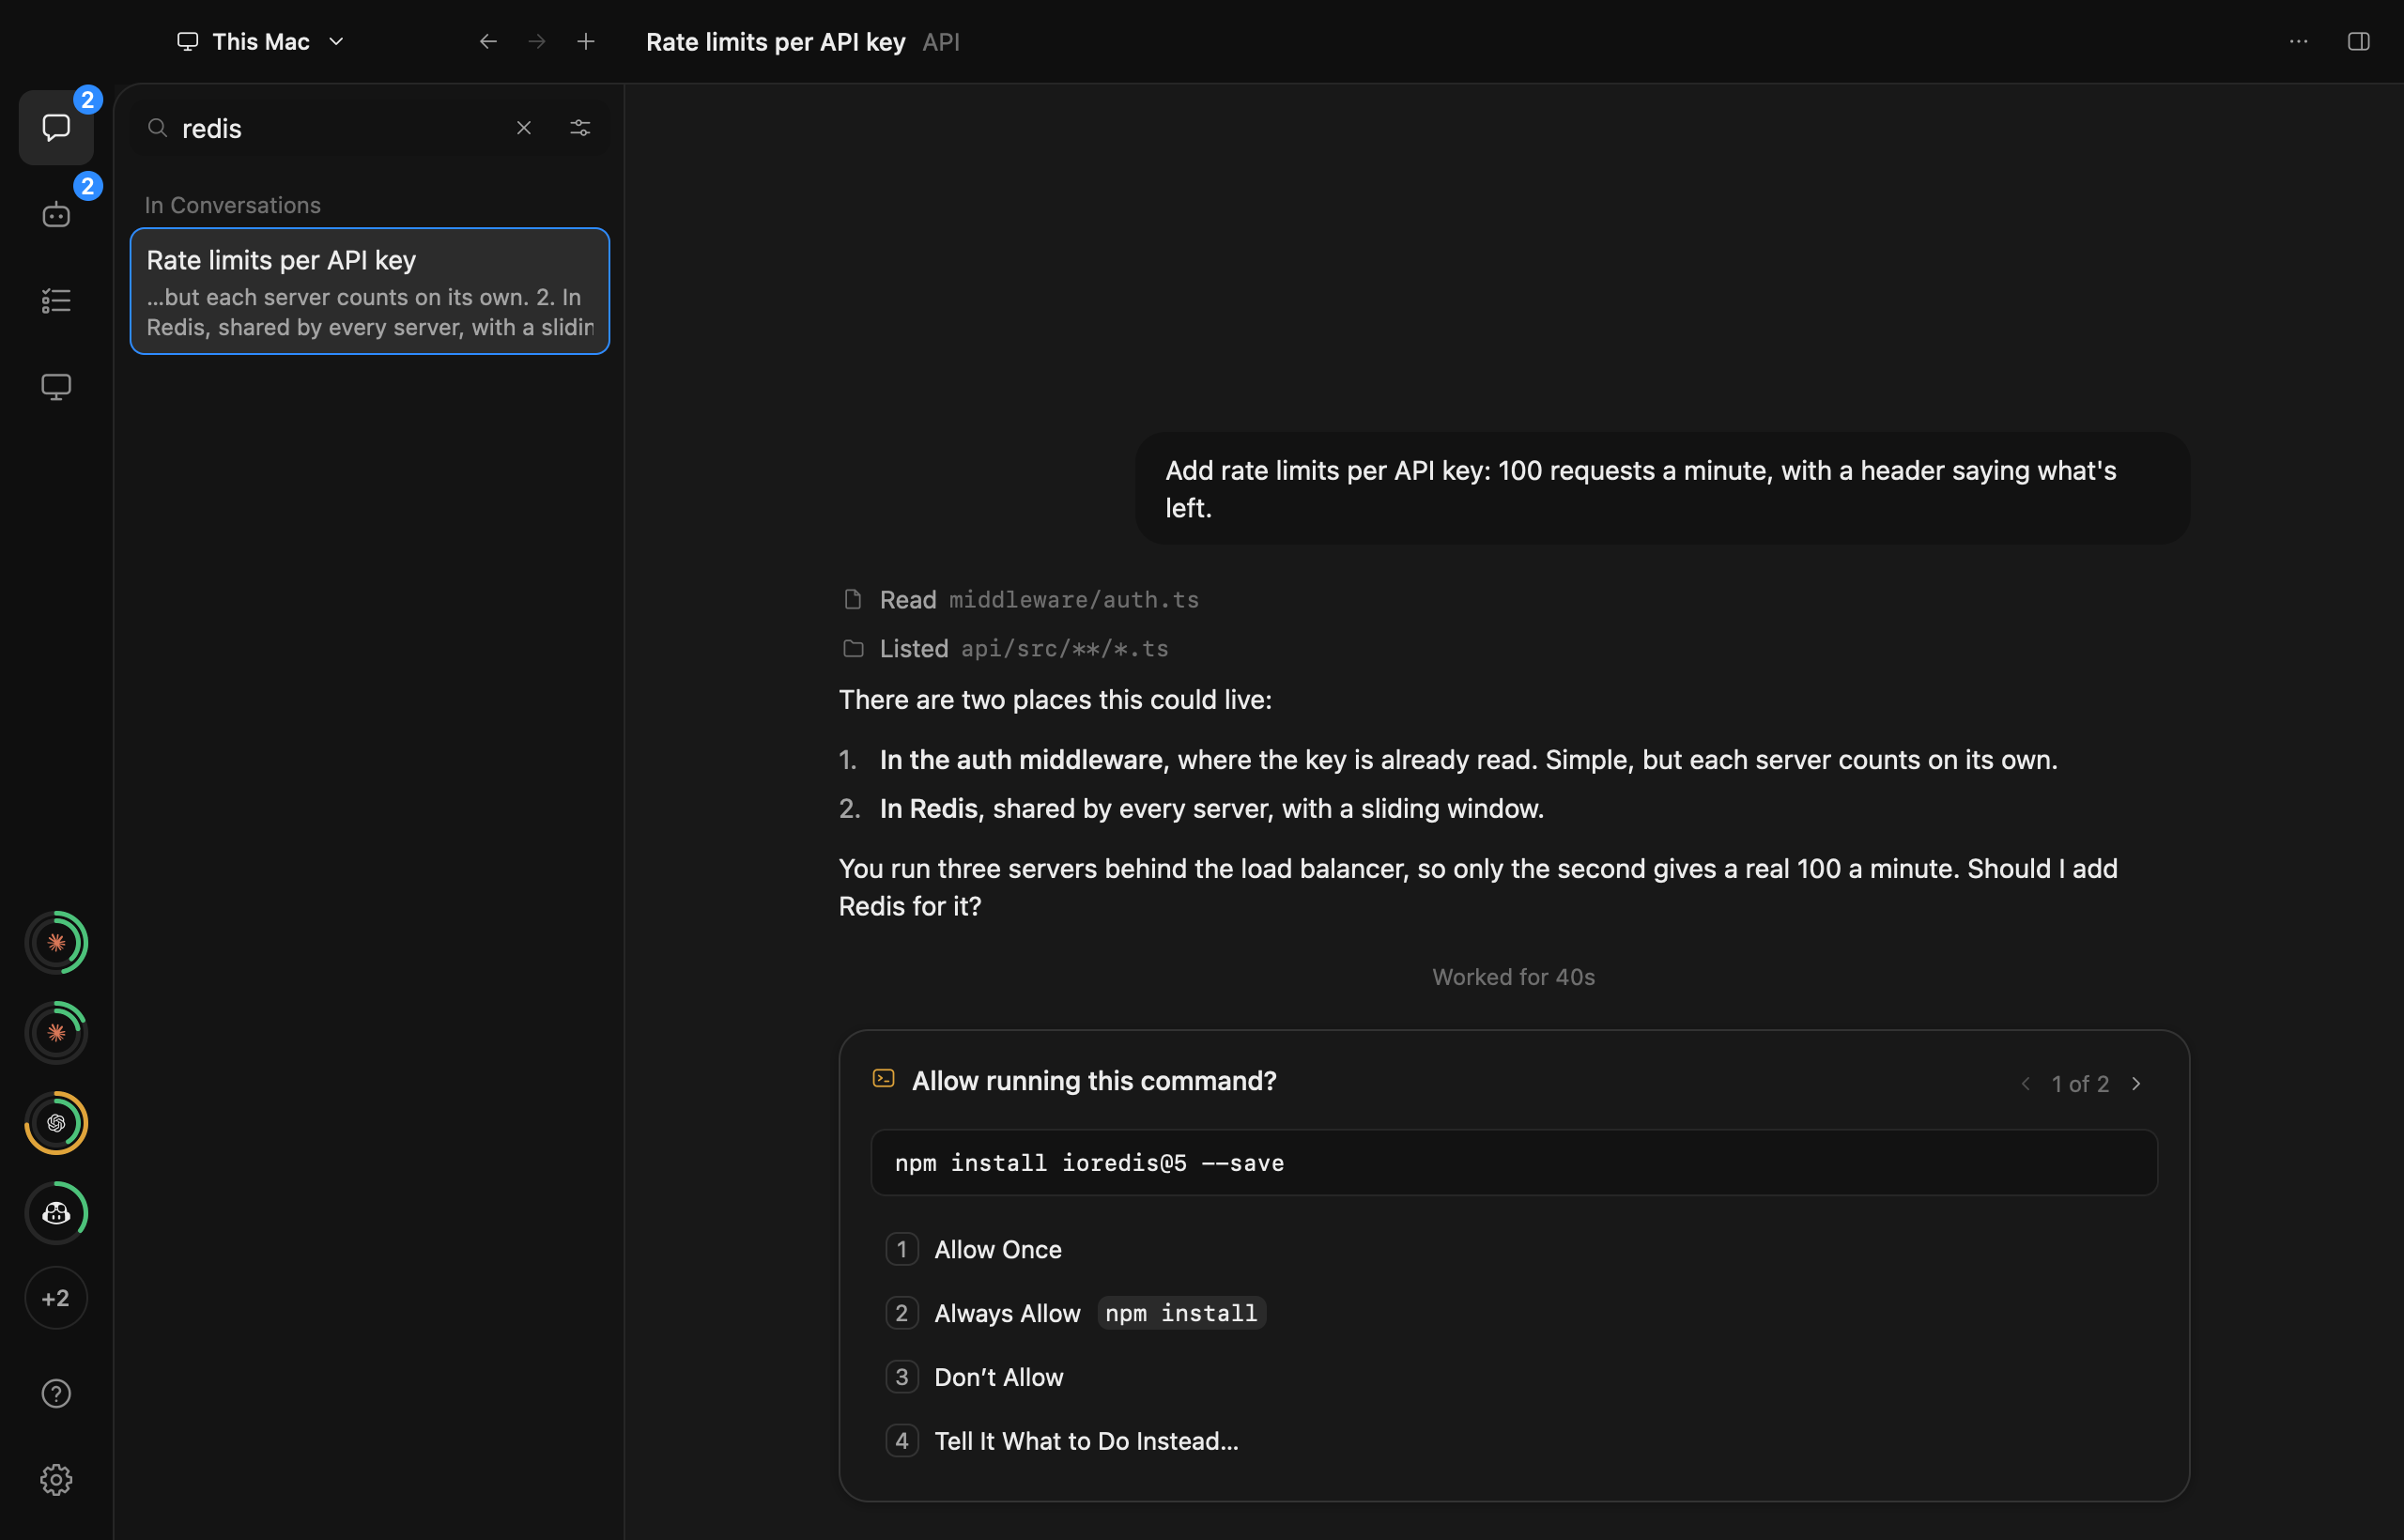 This Mac
Rate limits per API key API
2
redis
2
In Conversations
Rate limits per API key
...but each server counts on its own. 2. In
Redis, shared by every server, with a slidin
Add rate limits per API key: 100 requests a minute, with a header saying what's
left.
Read middleware/auth.ts
Listed api/src/**/*.ts
There are two places this could live:
1. In the auth middleware, where the key is already read. Simple, but each server counts on its own.
2. In Redis, shared by every server, with a sliding window.
You run three servers behind the load balancer, so only the second gives a real 100 a minute. Should I add
Redis for it?
Worked for 40s
Allow running this command?
1 of 2
npm install ioredis@5 --save
1 Allow Once
2 Always Allow npm install
3 Don’t Allow
4 Tell It What to Do Instead...
+2